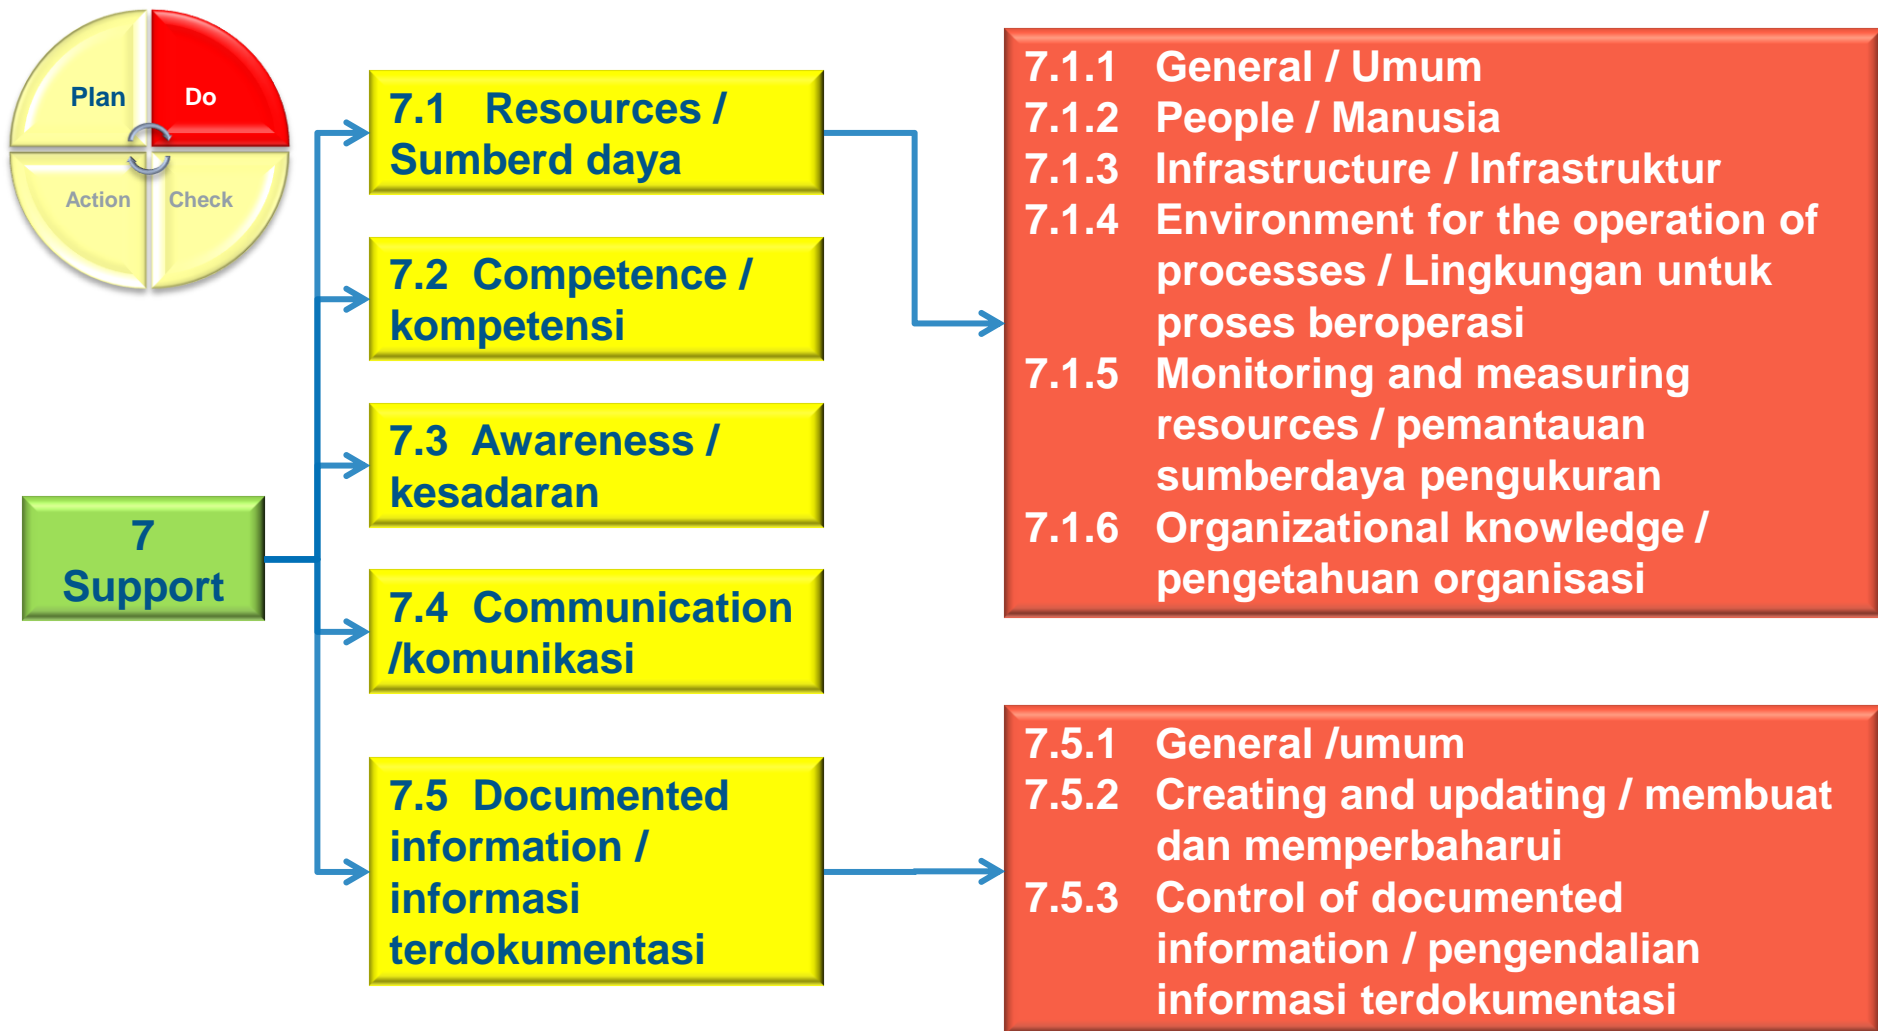 Plan
Do
Action
Check
7
Support
7.1 Resources /
Sumberd daya
7.2 Competence /
kompetensi
7.3 Awareness /
kesadaran
7.4 Communication
/komunikasi
7.5 Documented
information /
informasi
terdokumentasi
7.1.1 General / Umum
7.1.2 People / Manusia
7.1.3 Infrastructure / Infrastruktur
7.1.4 Environment for the operation of
processes / Lingkungan untuk
proses beroperasi
7.1.5 Monitoring and measuring
resources / pemantauan
sumberdaya pengukuran
7.1.6 Organizational knowledge /
pengetahuan organisasi
7.5.1 General /umum
7.5.2 Creating and updating / membuat
dan memperbaharui
7.5.3 Control of documented
information / pengendalian
informasi terdokumentasi